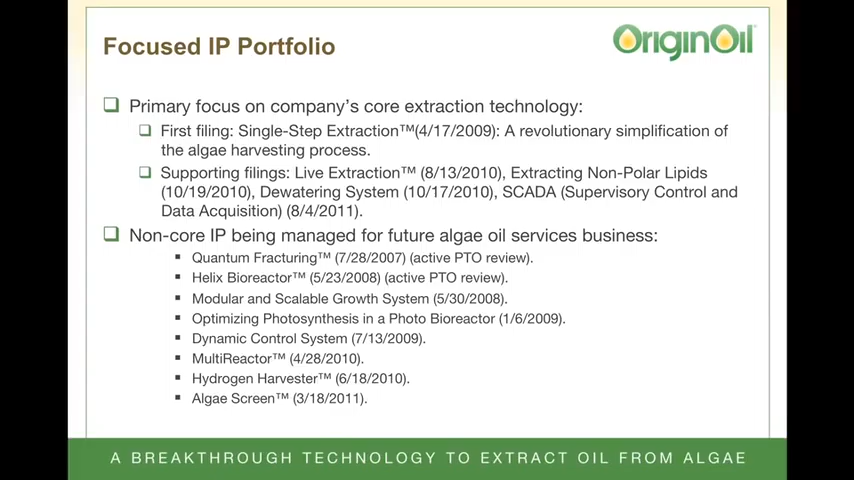 Focused IP Portfolio
OriginOil
Primary focus on company's core extraction technology:
First filing: Single-Step Extraction™(4/17/2009): A revolutionary simplification of
the algae harvesting process.
Supporting filings: Live Extraction™ (8/13/2010), Extracting Non-Polar Lipids
(10/19/2010), Dewatering System (10/17/2010), SCADA (Supervisory Control and
Data Acquisition) (8/4/2011).
Non-core IP being managed for future algae oil services business:
Quantum Fracturing™ (7/28/2007) (active PTO review).
Helix Bioreactor™ (5/23/2008) (active PTO review).
Modular and Scalable Growth System (5/30/2008).
Optimizing Photosynthesis in a Photo Bioreactor (1/6/2009).
Dynamic Control System (7/13/2009).
MultiReactor™ (4/28/2010).
Hydrogen Harvester™ (6/18/2010).
Algae Screen™ (3/18/2011).
A BREAKTHROUGH TECHNOLOGY TO EXTRACT OIL FROM ALGAE